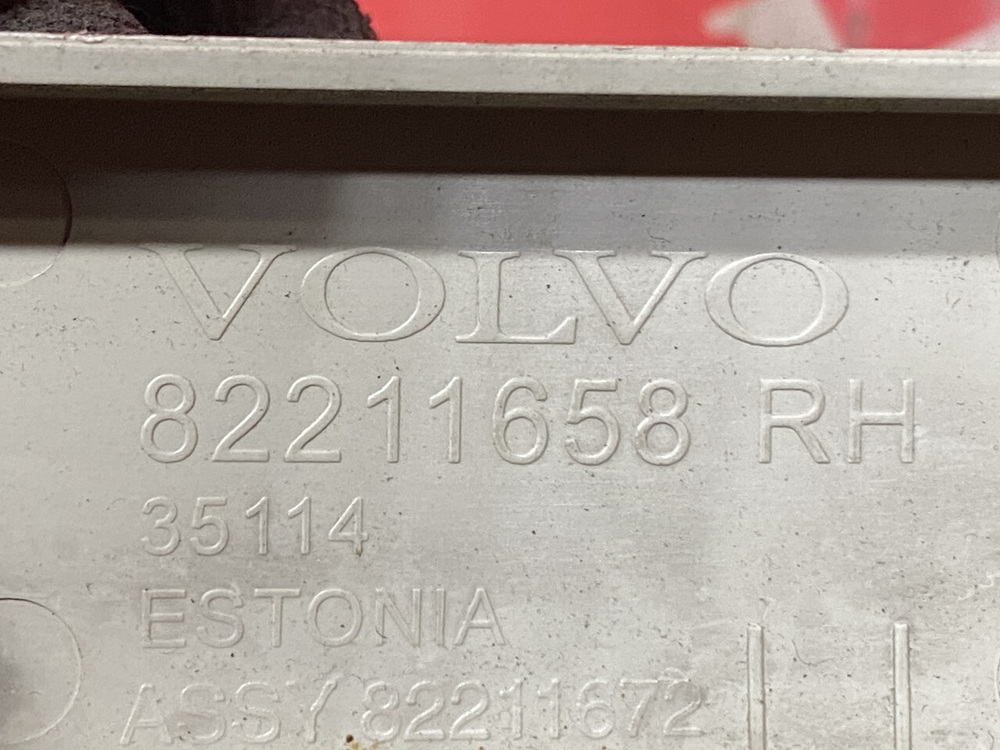 VOLVO
82211658 RH
35114
ESTONIA
ASSY 82211672